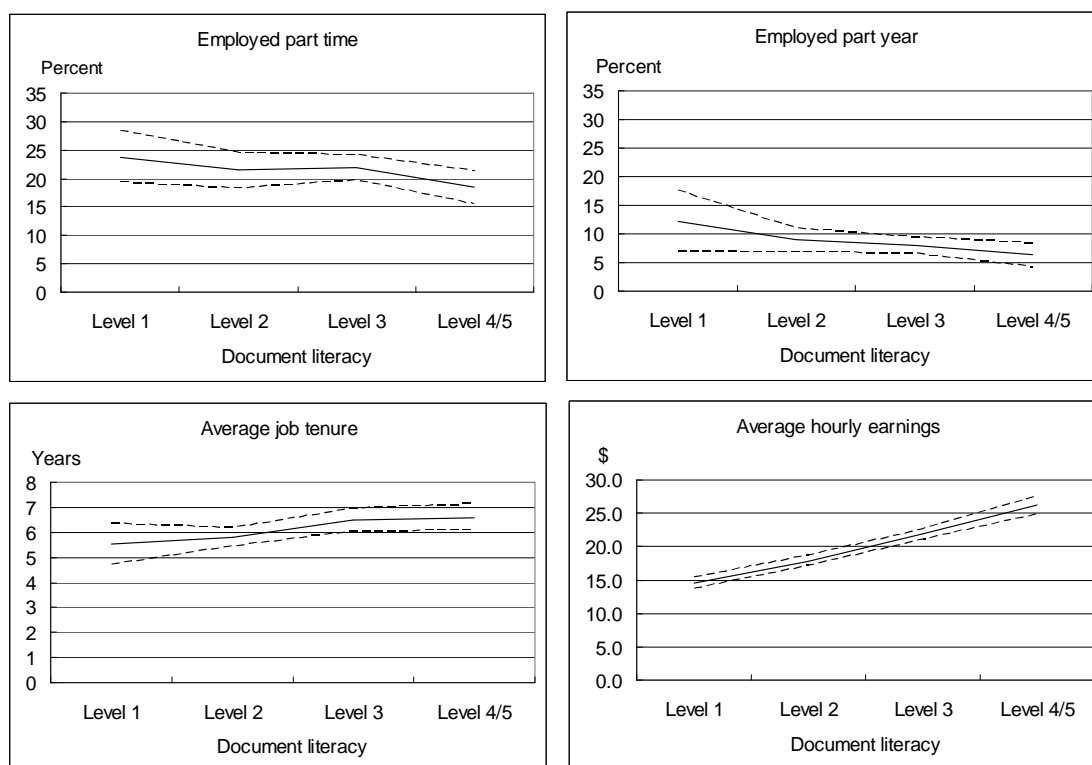 Employed part time
Percent
35
30
25
20
15
10
5
0
Level 1 Level 2 Level 3 Level 4/5
Document literacy
Employed part year
Percent
35
30
25
20
15
10
5
0
Level 1 Level 2 Level 3 Level 4/5
Document literacy
Average job tenure
Years
8
7
6
5
4
3
2
1
0
Level 1 Level 2 Level 3 Level 4/5
Document literacy
Average hourly earnings
$
30.0
25.0
20.0
15.0
10.0
5.0
0.0
Level 1 Level 2 Level 3 Level 4/5
Document literacy